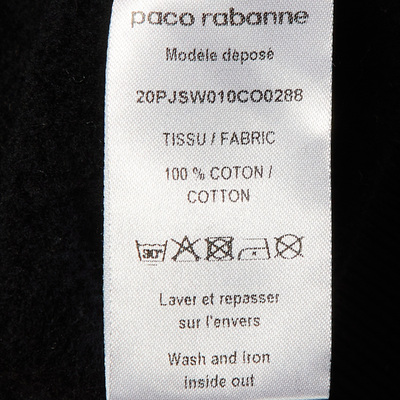 paco rabanne
Modèle déposé
20PJSW010CO0288
TISSU / FABRIC
100 % COTON /
COTTON
30°
Laver et repasser
sur l'envers
Wash and Iron
inside out